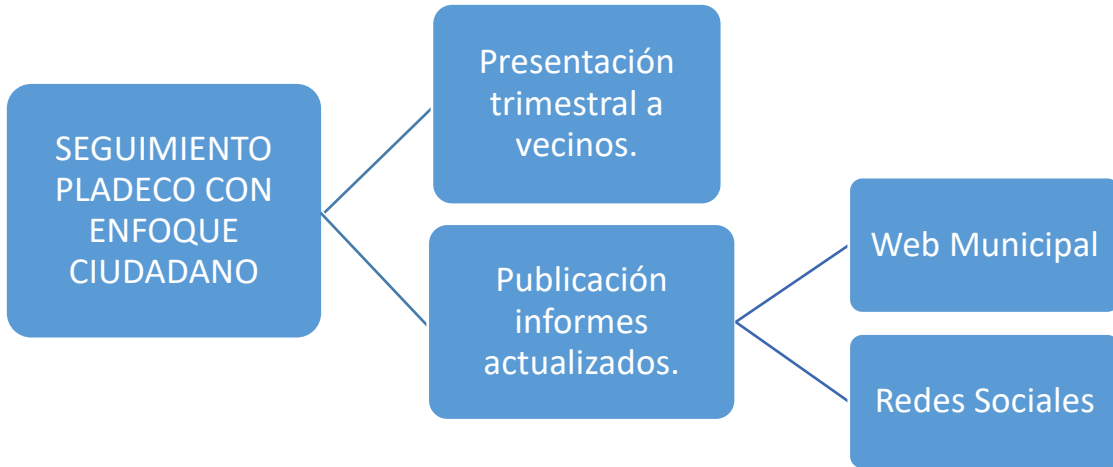 SEGUIMIENTO
PLADECO CON
ENFOQUE
CIUDADANO
Presentación
trimestral a
vecinos.
Publicación
informes
actualizados.
Web Municipal
Redes Sociales